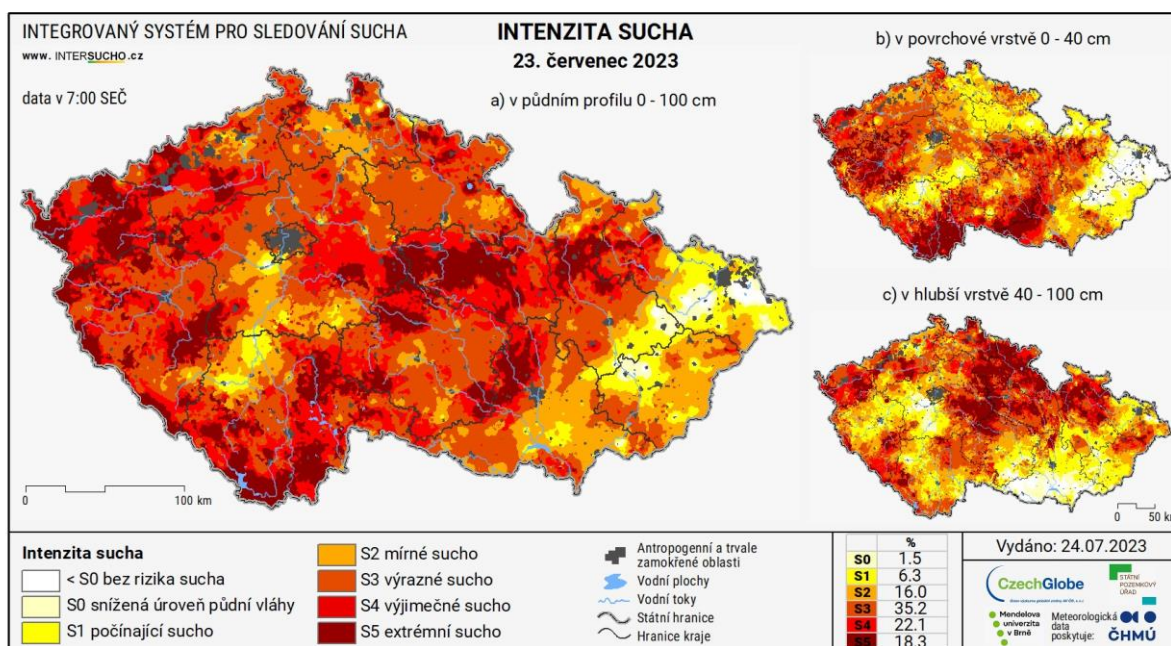 INTEGROVANÝ SYSTÉM PRO SLEDOVÁNÍ SUCHA
www. INTERSUCHO.cz
data v 7:00 SEČ
INTENZITA SUCHA
23. červenec 2023
a) v půdním profilu 0 - 100 cm
b) v povrchové vrstvě 0 - 40 cm
c) v hlubší vrstvě 40 - 100 cm
0 100 km
0 50 km
Intenzita sucha
< S0 bez rizika sucha
S0 snížená úroveň půdní vláhy
S1 počínající sucho
S2 mírné sucho
S3 výrazné sucho
S4 výjimečné sucho
S5 extrémní sucho
Antropogenní a trvale
zamokřené oblasti
Vodní plochy
Vodní toky
Státní hranice
Hranice kraje
%
S0 1.5
S1 6.3
S2 16.0
S3 35.2
S4 22.1
S5 18.3
Vydáno: 24.07.2023
CzechGlobe
STÁTNÍ
POZEMKOVÝ
ÚŘAD
Mendelova
univerzita
v Brně
Meteorologická
data
poskytuje:
ČHMÚ